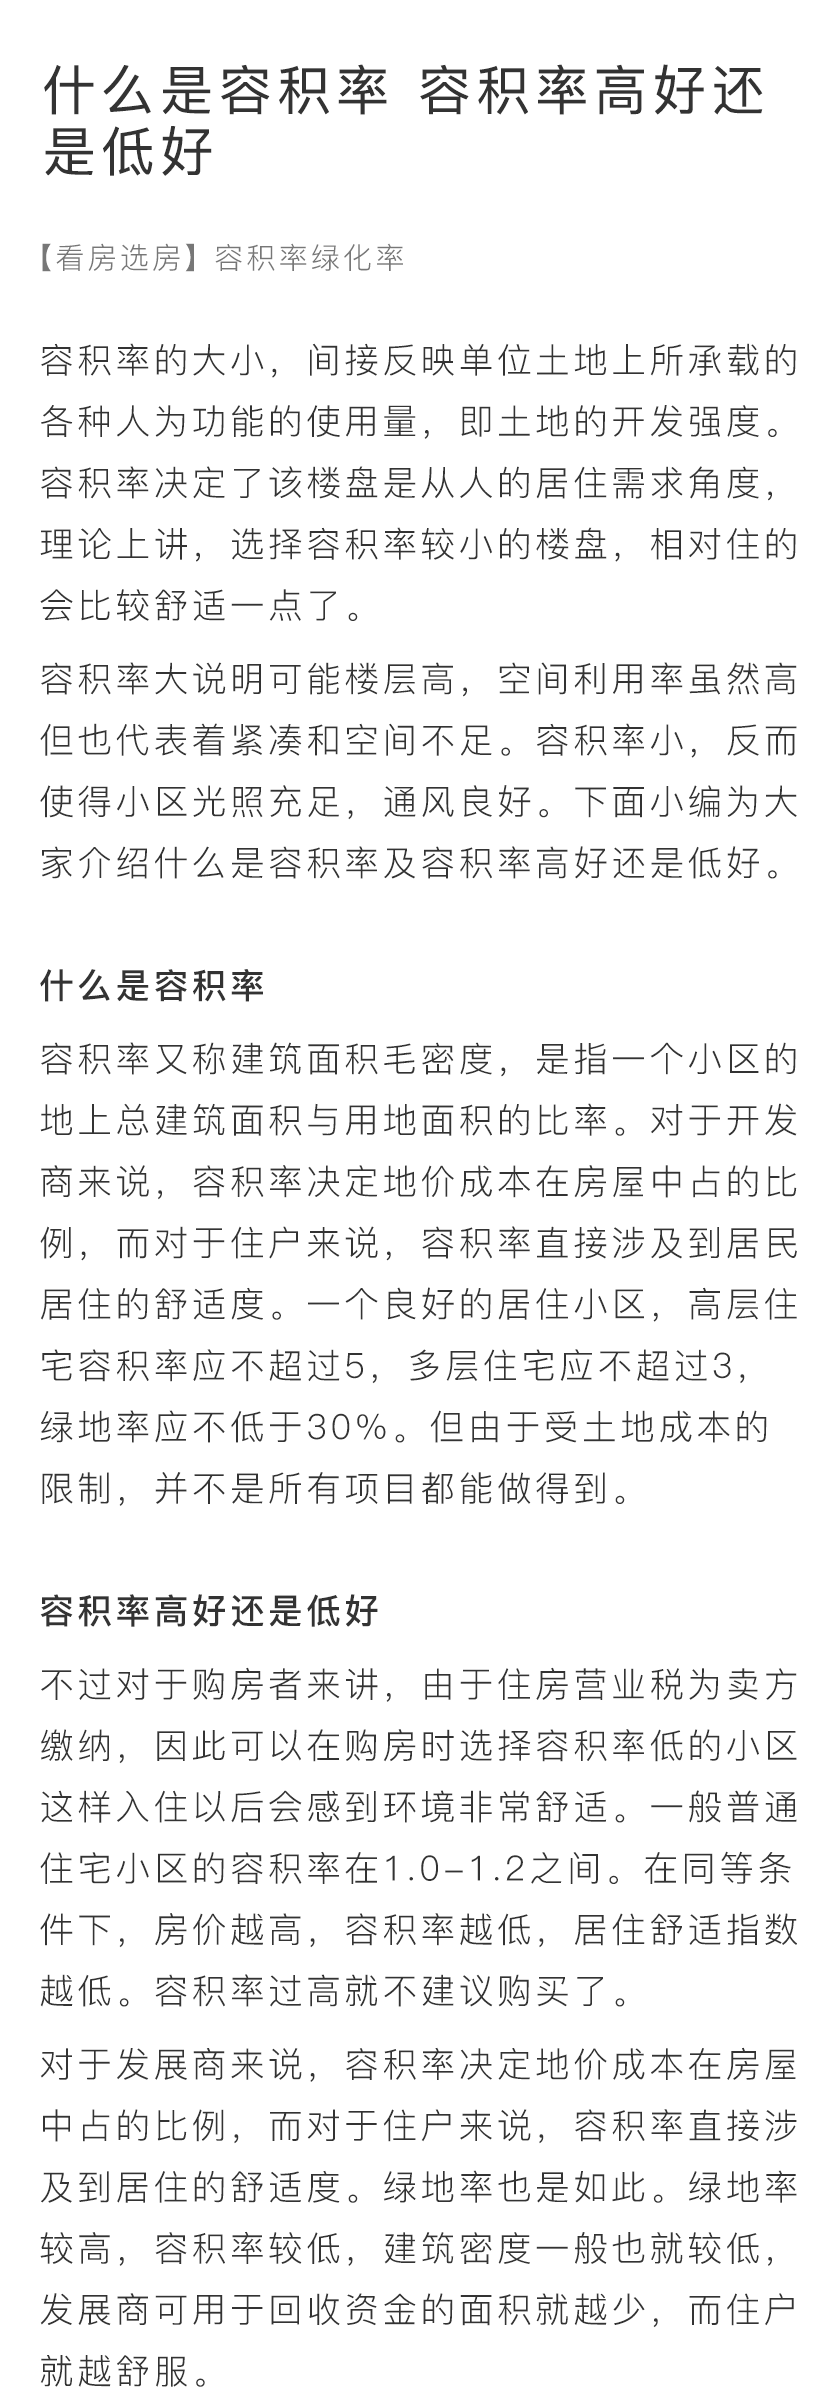 什么是容积率 容积率高好还
是低好
【看房选房】容积率绿化率
容积率的大小，间接反映单位土地上所承载的
各种人为功能的使用量，即土地的开发强度。
容积率决定了该楼盘是从人的居住需求角度，
理论上讲，选择容积率较小的楼盘，相对住的
会比较舒适一点了。
容积率大说明可能楼层高，空间利用率虽然高
但也代表着紧凑和空间不足。容积率小，反而
使得小区光照充足，通风良好。下面小编为大
家介绍什么是容积率及容积率高好还是低好。
什么是容积率
容积率又称建筑面积毛密度，是指一个小区的
地上总建筑面积与用地面积的比率。对于开发
商来说，容积率决定地价成本在房屋中占的比
例，而对于住户来说，容积率直接涉及到居民
居住的舒适度。一个良好的居住小区，高层住
宅容积率应不超过5，多层住宅应不超过3，
绿地率应不低于30%。但由于受土地成本的
限制，并不是所有项目都能做得到。
容积率高好还是低好
不过对于购房者来讲，由于住房营业税为卖方
缴纳，因此可以在购房时选择容积率低的小区
这样入住以后会感到环境非常舒适。一般普通
住宅小区的容积率在1.0-1.2之间。在同等条
件下，房价越高，容积率越低，居住舒适指数
越低。容积率过高就不建议购买了。
对于发展商来说，容积率决定地价成本在房屋
中占的比例，而对于住户来说，容积率直接涉
及到居住的舒适度。绿地率也是如此。绿地率
较高，容积率较低，建筑密度一般也就较低，
发展商可用于回收资金的面积就越少，而住户
就越舒服。